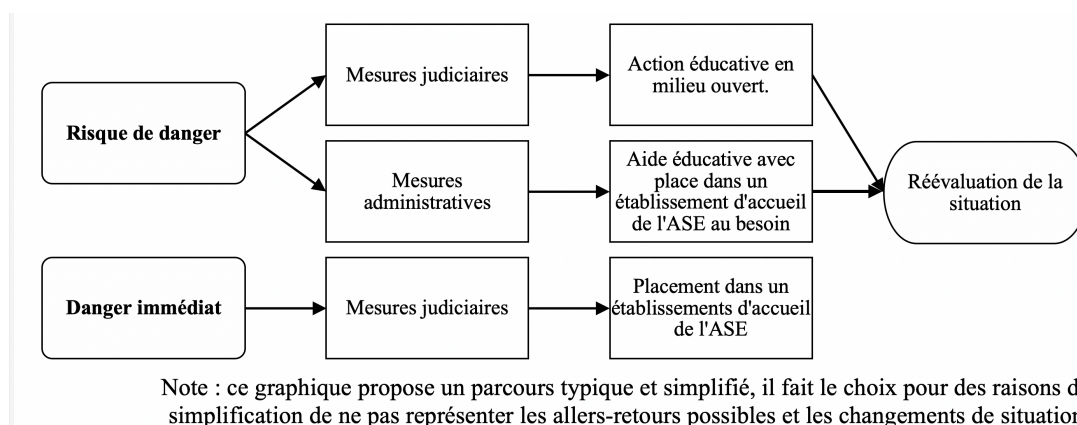 Risque de danger
Mesures judiciaires
Action éducative en
milieu ouvert.
Mesures
administratives
Aide éducative avec
place dans un
établissement d'accueil
de l'ASE au besoin
Réévaluation de la
situation
Danger immédiat
Mesures judiciaires
Placement dans un
établissements d'accueil
de l'ASE
Note : ce graphique propose un parcours typique et simplifié, il fait le choix pour des raisons d
simplification de ne pas représenter les allers-retours possibles et les changements de situation